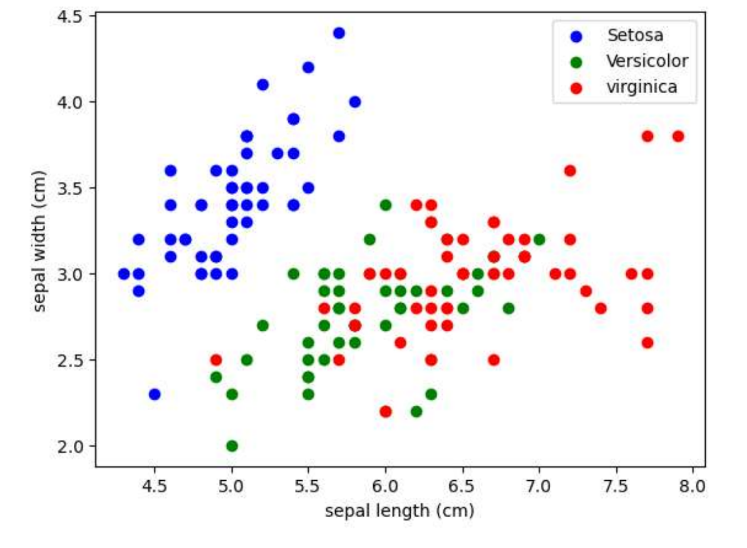 4.5
Setosa
Versicolor
virginica
4.0
3.5
3.0
2.5
2.0
sepal width (cm)
4.5 5.0 5.5 6.0 6.5 7.0 7.5 8.0
sepal length (cm)